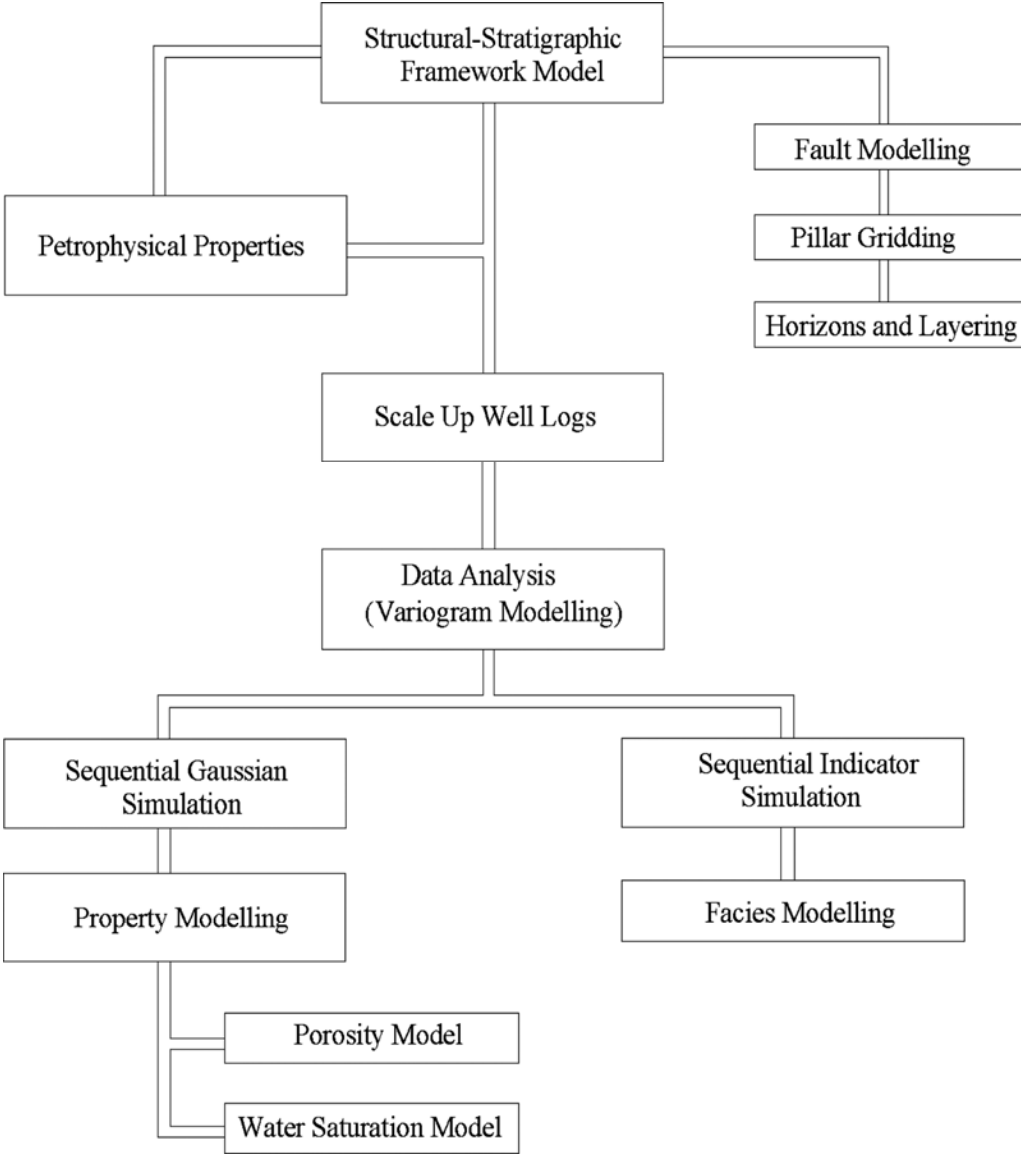 Structural-Stratigraphic
Framework Model
Fault Modelling
Petrophysical Properties
Pillar Gridding
Horizons and Layering
Scale Up Well Logs
Data Analysis
(Variogram Modelling)
Sequential Gaussian
Simulation
Sequential Indicator
Simulation
Property Modelling
Facies Modelling
Porosity Model
Water Saturation Model